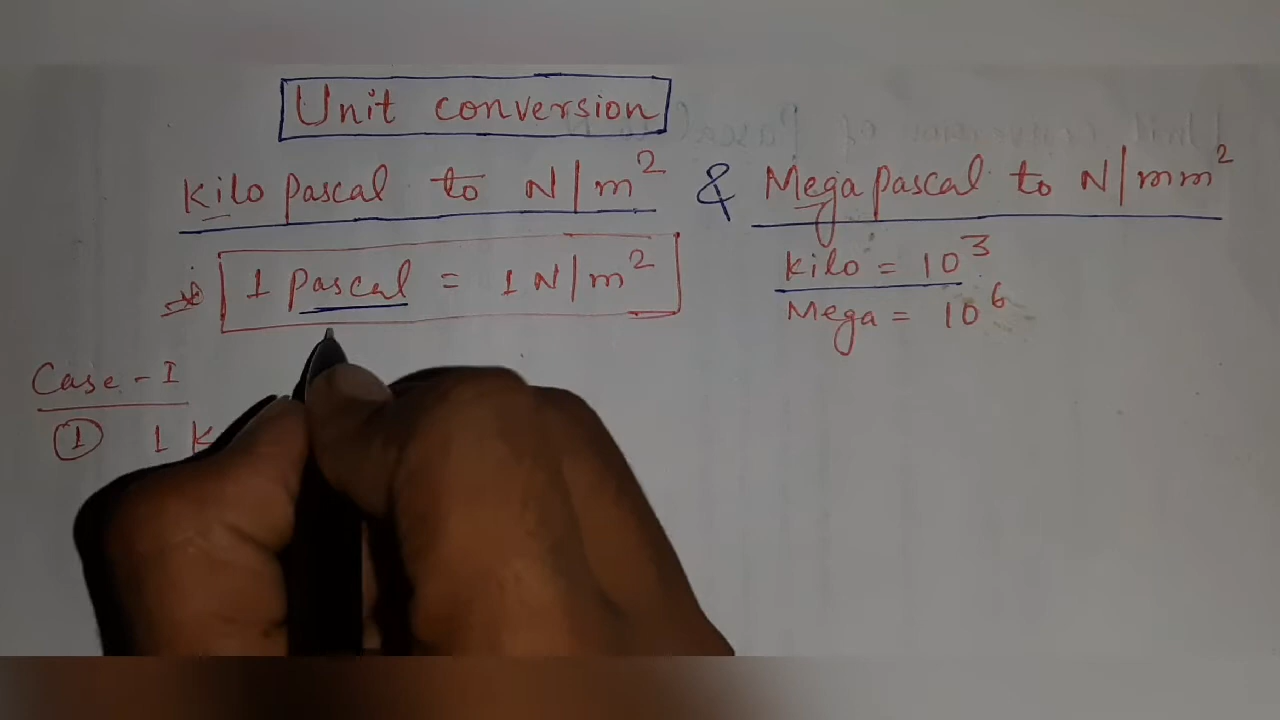 Unit conversion
Kilo pascal to N/m² & Mega pascal to N/mm²
⇒ 1 Pascal = 1 N/m²
Kilo = 10³
Mega = 10⁶
Case - I
① 1 K